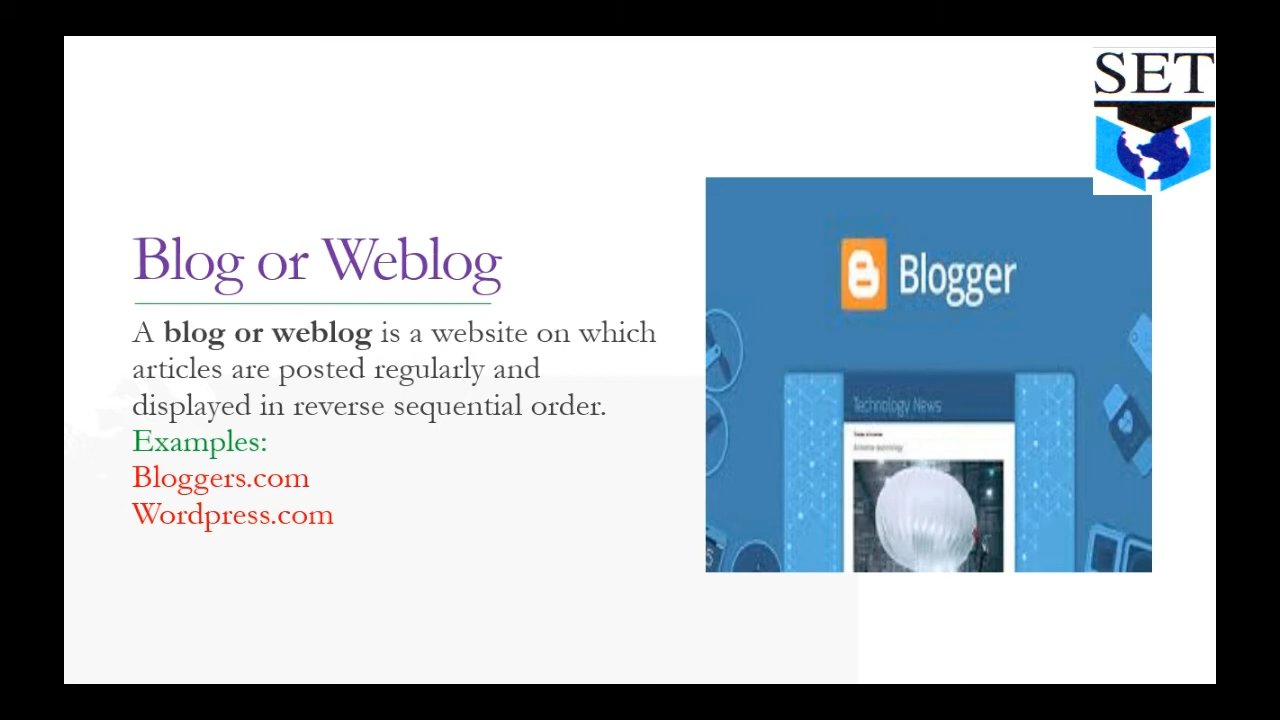 SET
Blog or Weblog
A blog or weblog is a website on which
articles are posted regularly and
displayed in reverse sequential order.
Examples:
Bloggers.com
Wordpress.com
Blogger
Technology News